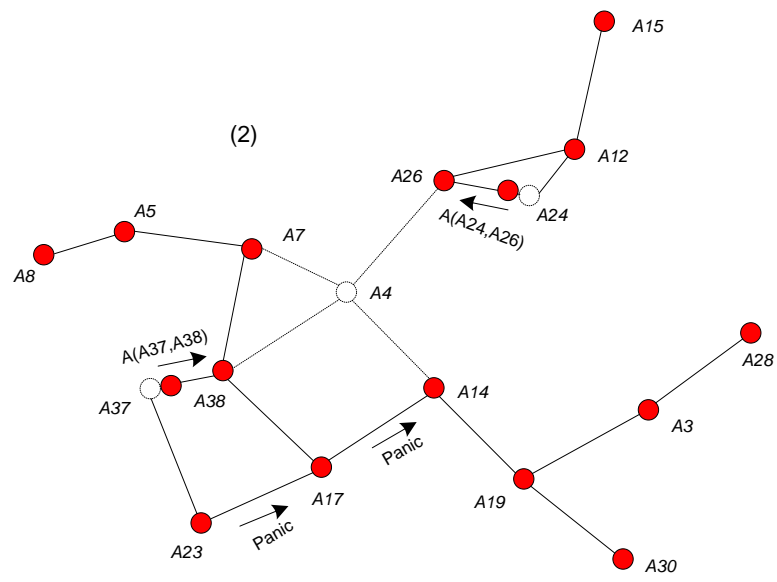 A15
(2)
A12
A26
A24
A(A24,A26)
A5
A7
A8
A4
A(A37,A38)
A28
A37
A38
A14
A3
Panic
A17
A19
A23
Panic
A30